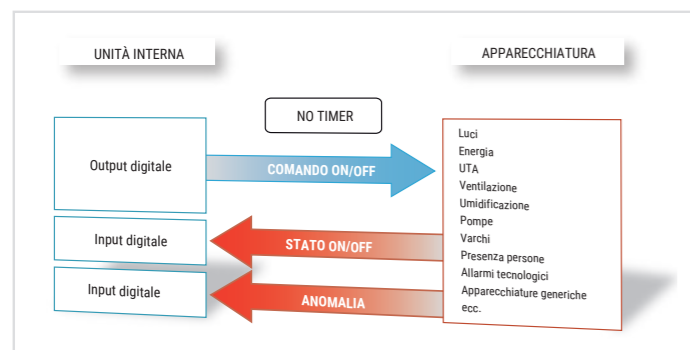 UNITÀ INTERNA
APPARECCHIATURA
NO TIMER
Output digitale
COMANDO ON/OFF
Input digitale
STATO ON/OFF
Input digitale
ANOMALIA
Luci
Energia
UTA
Ventilazione
Umidificazione
Pompe
Varchi
Presenza persone
Allarmi tecnologici
Apparecchiature generiche
ecc.